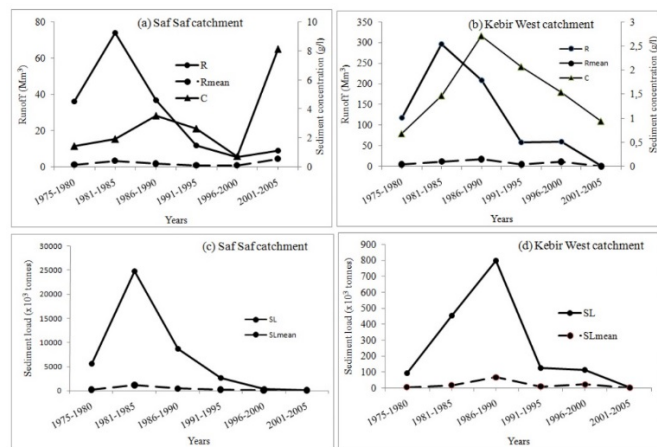 (a) Saf Saf catchment
80
70
60
50
40
30
20
10
0
Runoff (Mm³)
10
8
6
4
2
0
Sediment concentration (g/l)
R
•Rmean
C
1975-1980
1981-1985
1986-1990
1991-1995
1996-2000
2001-2005
Years
(b) Kebir West catchment
350
300
250
200
150
100
50
0
Runoff (Mm³)
3
2,5
2
1,5
1
0,5
0
Sediment concentration (g/l)
R
Rmean
C
1975-1980
1981-1985
1986-1990
1991-1995
1996-2000
2001-2005
Years
(c) Saf Saf catchment
30000
25000
20000
15000
10000
5000
0
Sediment load (x 10³ tonnes)
SL
SLmean
1975-1980
1981-1985
1986-1990
1991-1995
1996-2000
2001-2005
Years
(d) Kebir West catchment
900
800
700
600
500
400
300
200
100
0
Sediment load (x 10³ tonnes)
SL
•SLmean
1975-1980
1981-1985
1986-1990
1991-1995
1996-2000
2001-2005
Years